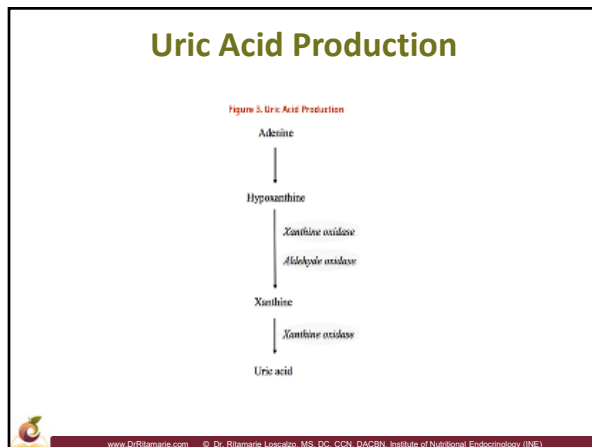 Uric Acid Production
Figure 3. Uric Acid Production
Adenine
Hypoxanthine
Xanthine oxidase
Aldehyde oxidase
Xanthine
Xanthine oxidase
Uric acid
www.DrRitamarie.com © Dr. Ritamarie Loscalzo, MS, DC, CCN, DACBN, Institute of Nutritional Endocrinology (INE)